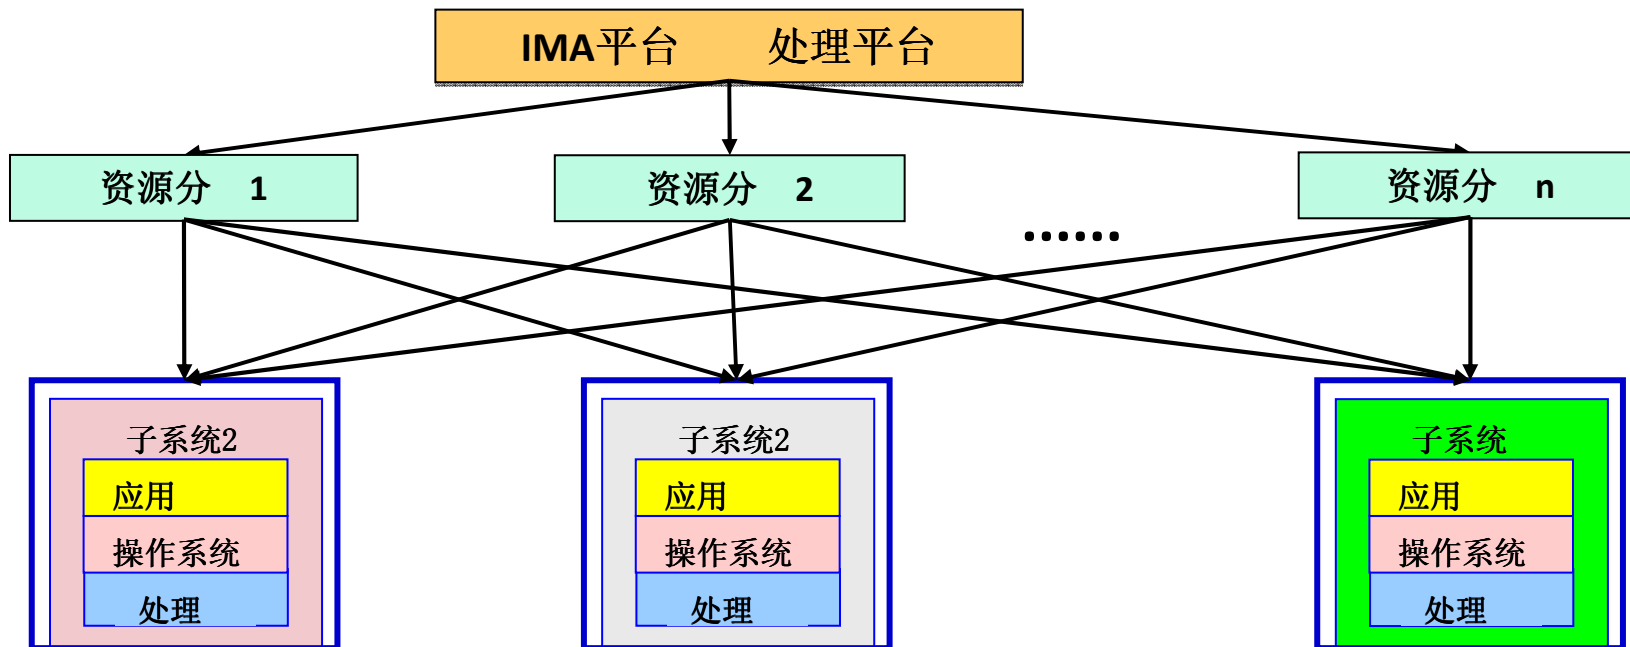 IMA平台 处理平台
资源分 1
资源分 2
资源分 n
......
子系统2
应用
操作系统
处理
子系统2
应用
操作系统
处理
子系统
应用
操作系统
处理